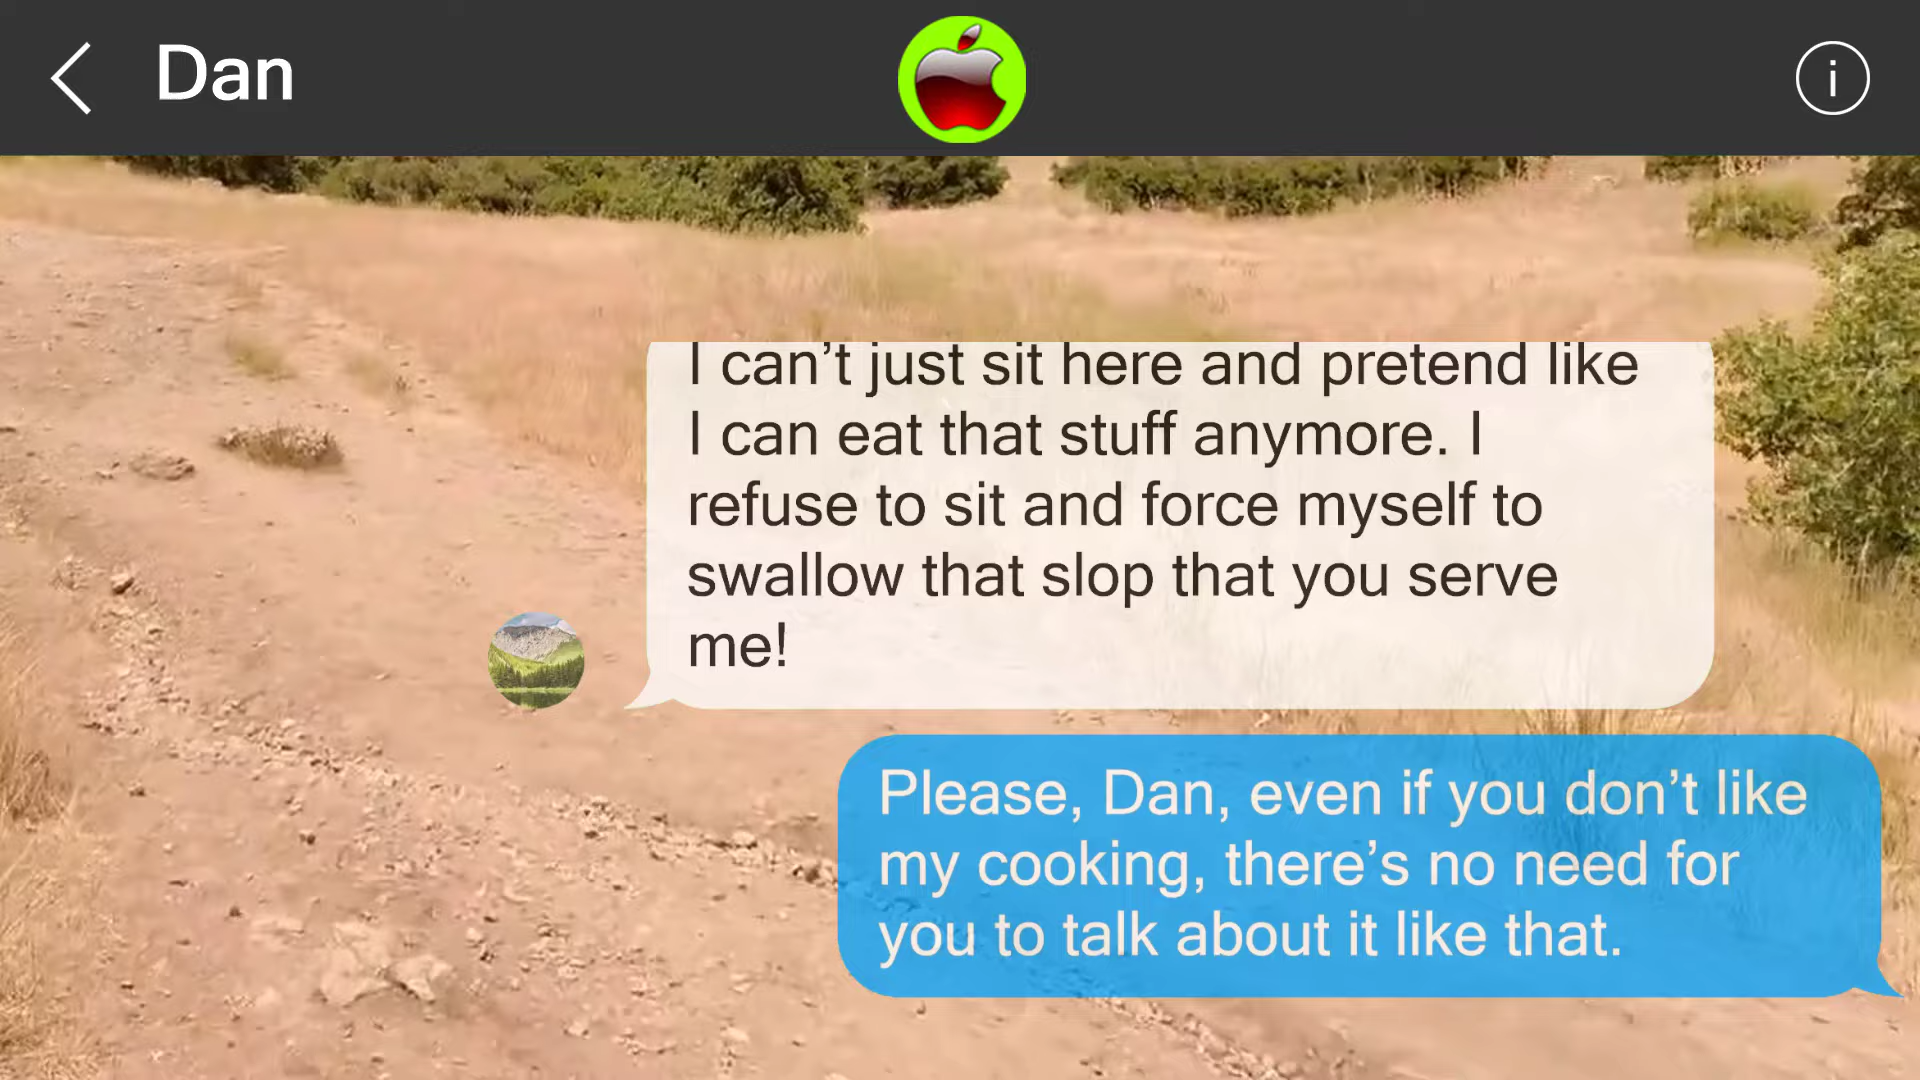 Dan
i
I can’t just sit here and pretend like
I can eat that stuff anymore. I
refuse to sit and force myself to
swallow that slop that you serve
me!
Please, Dan, even if you don’t like
my cooking, there’s no need for
you to talk about it like that.